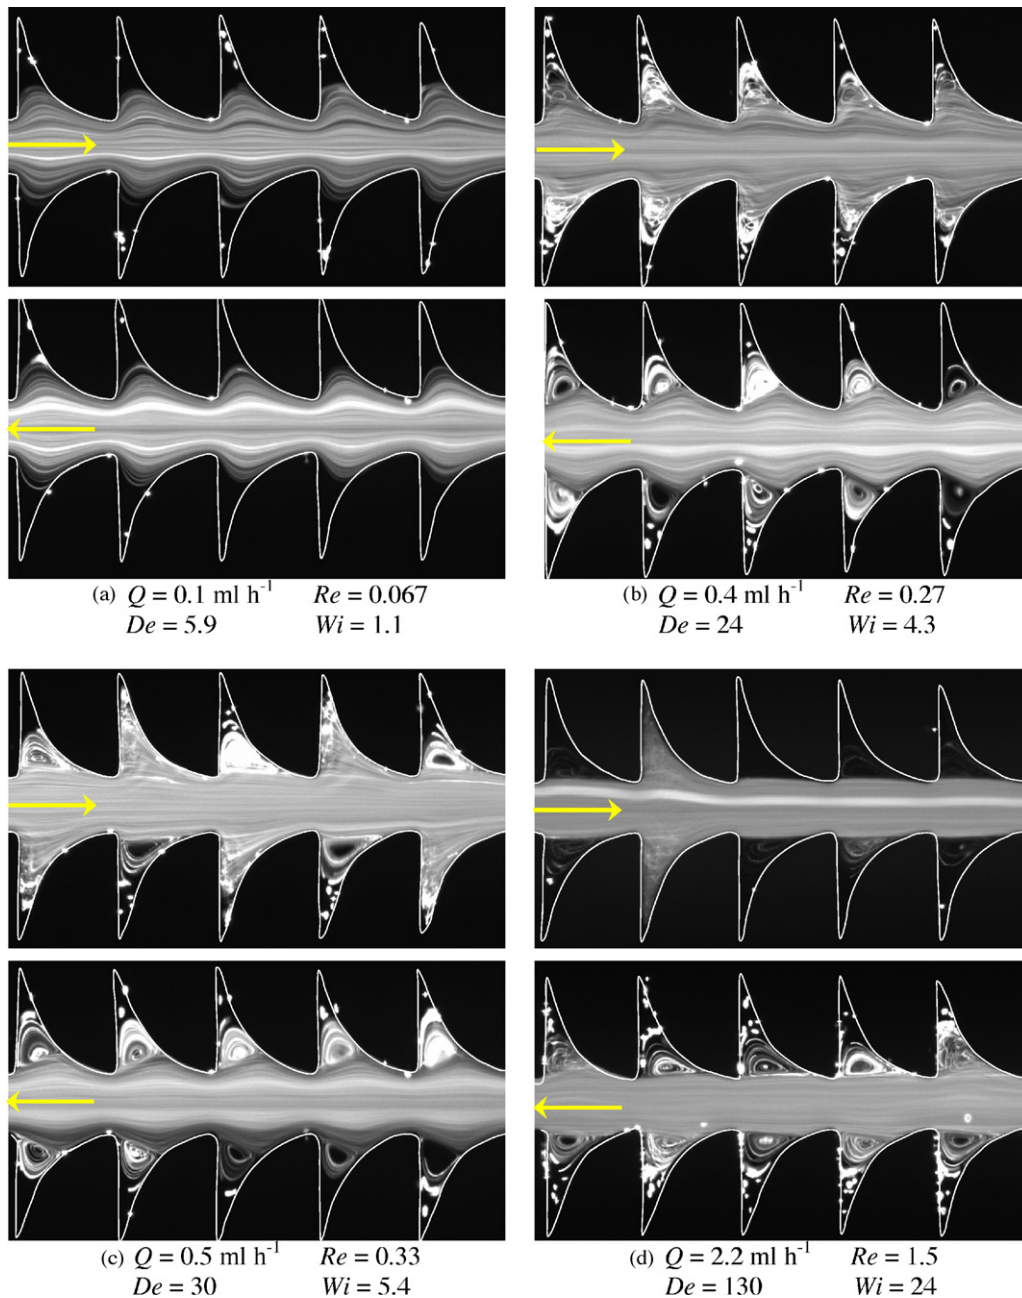 (a) Q = 0.1 ml h⁻¹ Re = 0.067
De = 5.9 Wi = 1.1
(b) Q = 0.4 ml h⁻¹ Re = 0.27
De = 24 Wi = 4.3
(c) Q = 0.5 ml h⁻¹ Re = 0.33
De = 30 Wi = 5.4
(d) Q = 2.2 ml h⁻¹ Re = 1.5
De = 130 Wi = 24